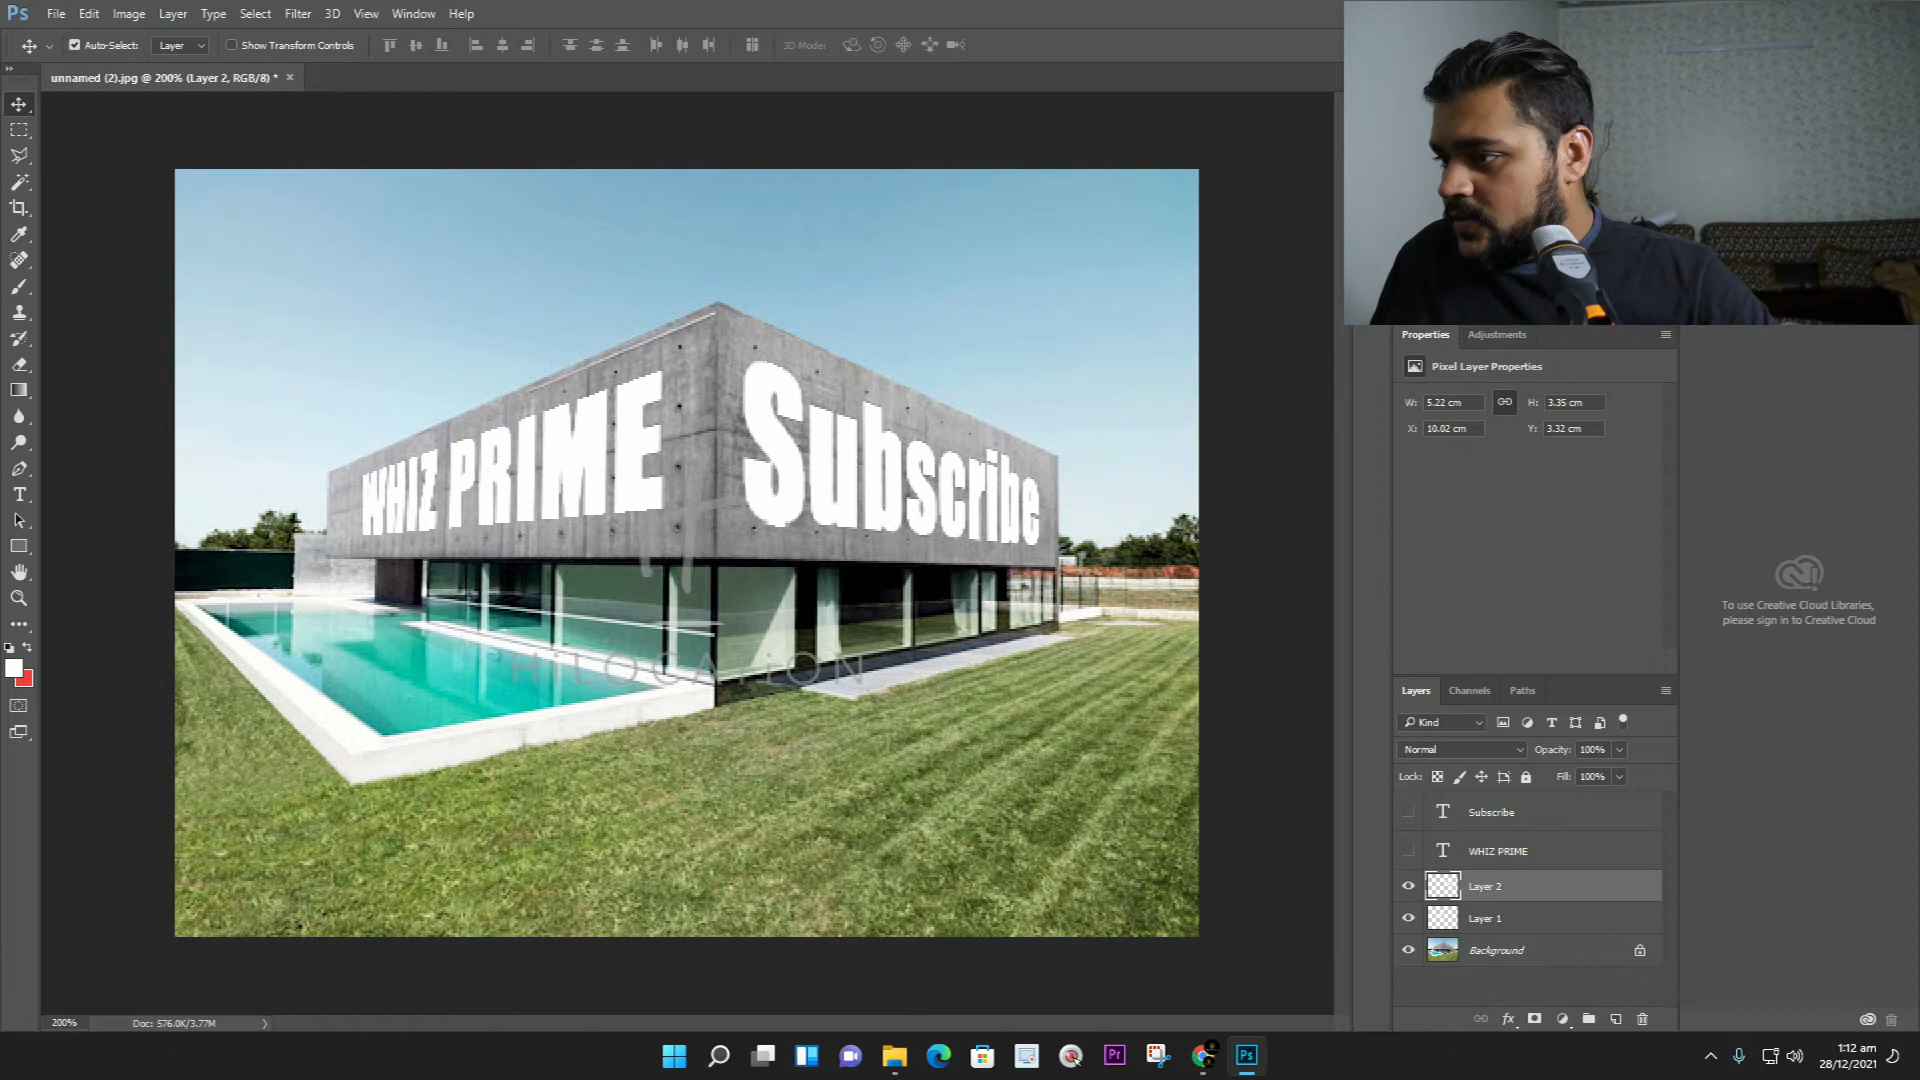 Ps File Edit Image Layer Type Select Filter 3D View Window Help
Auto-Select: Layer Show Transform Controls 3D Mode:
unnamed (2).jpg @ 200% (Layer 2, RGB/8) *
WHIZ PRIME Subscribe
HiLOCATiON
Properties Adjustments
Pixel Layer Properties
W: 5.22 cm H: 3.35 cm
X: 10.02 cm Y: 3.32 cm
To use Creative Cloud Libraries,
please sign in to Creative Cloud
Layers Channels Paths
Kind
Normal Opacity: 100%
Lock: Fill: 100%
T Subscribe
T WHIZ PRIME
Layer 2
Layer 1
Background
fx
200% Doc: 576.0K/3.77M
Pr Ps
1:12 am
28/12/2021